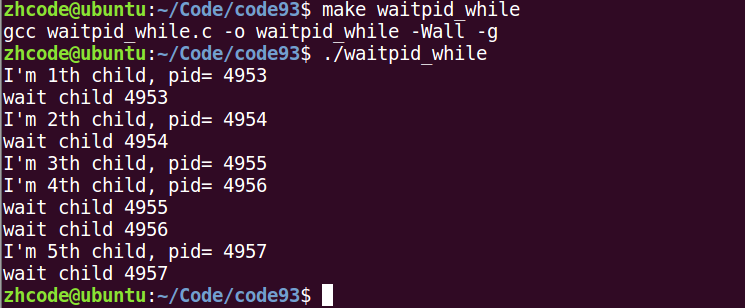 zhcode@ubuntu:~/Code/code93$ make waitpid_while
gcc waitpid_while.c -o waitpid_while -Wall -g
zhcode@ubuntu:~/Code/code93$ ./waitpid_while
I'm 1th child, pid= 4953
wait child 4953
I'm 2th child, pid= 4954
wait child 4954
I'm 3th child, pid= 4955
I'm 4th child, pid= 4956
wait child 4955
wait child 4956
I'm 5th child, pid= 4957
wait child 4957
zhcode@ubuntu:~/Code/code93$